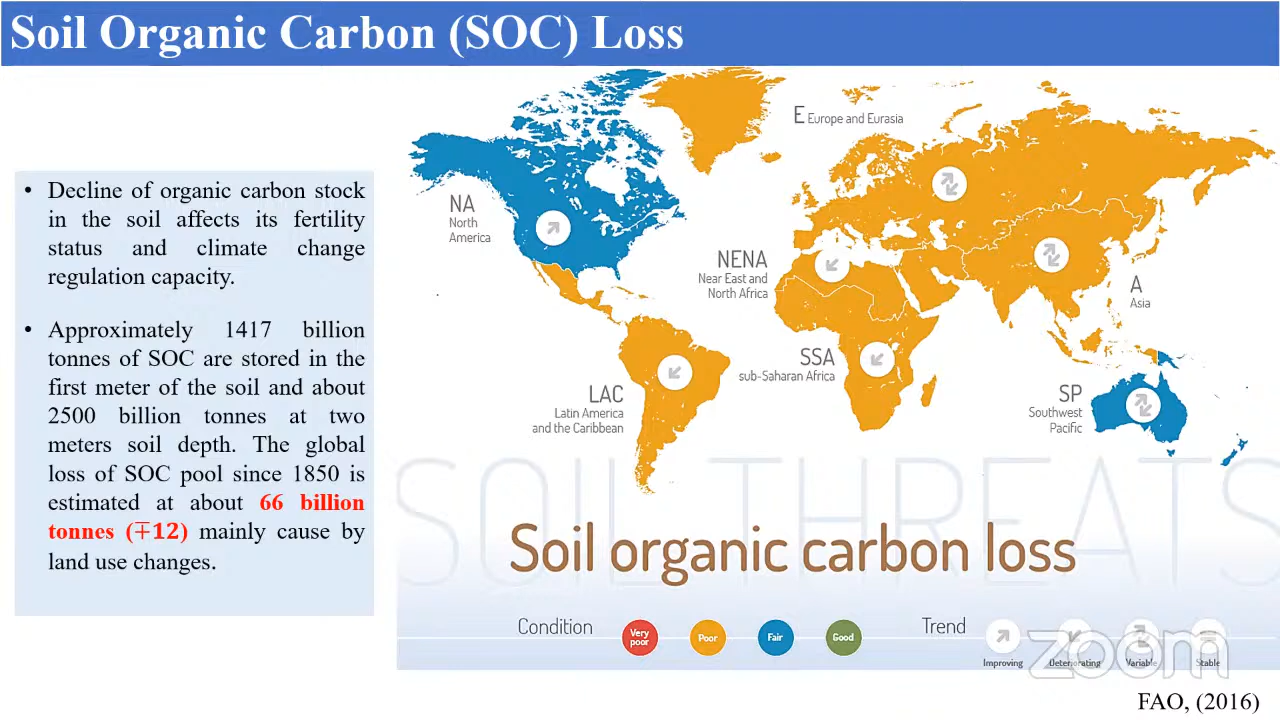 Soil Organic Carbon (SOC) Loss
• Decline of organic carbon stock
in the soil affects its fertility
status and climate change
regulation capacity.
• Approximately 1417 billion
tonnes of SOC are stored in the
first meter of the soil and about
2500 billion tonnes at two
meters soil depth. The global
loss of SOC pool since 1850 is
estimated at about 66 billion
tonnes (∓12) mainly cause by
land use changes.
E Europe and Eurasia
NA
North
America
NENA
Near East and
North Africa
A
Asia
SSA
sub-Saharan Africa
LAC
Latin America
and the Caribbean
SP
Southwest
Pacific
SOIL THREATS
Soil organic carbon loss
Condition
Very
poor
Poor
Fair
Good
Trend
Improving
Deteriorating
Variable
Stable
zoom
FAO, (2016)